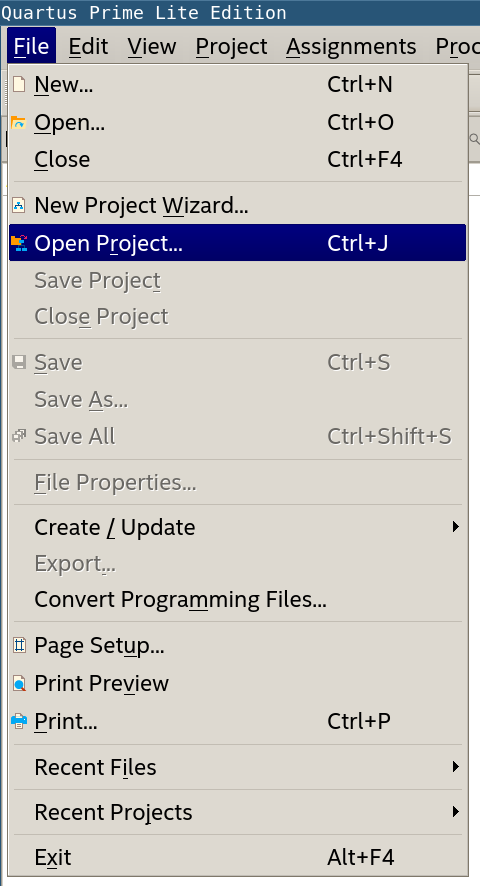 Quartus Prime Lite Edition
File Edit View Project Assignments Proc
New... Ctrl+N
Open... Ctrl+O
Close Ctrl+F4
New Project Wizard...
Open Project... Ctrl+J
Save Project
Close Project
Save Ctrl+S
Save As...
Save All Ctrl+Shift+S
File Properties...
Create / Update
Export...
Convert Programming Files...
Page Setup...
Print Preview
Print... Ctrl+P
Recent Files
Recent Projects
Exit Alt+F4